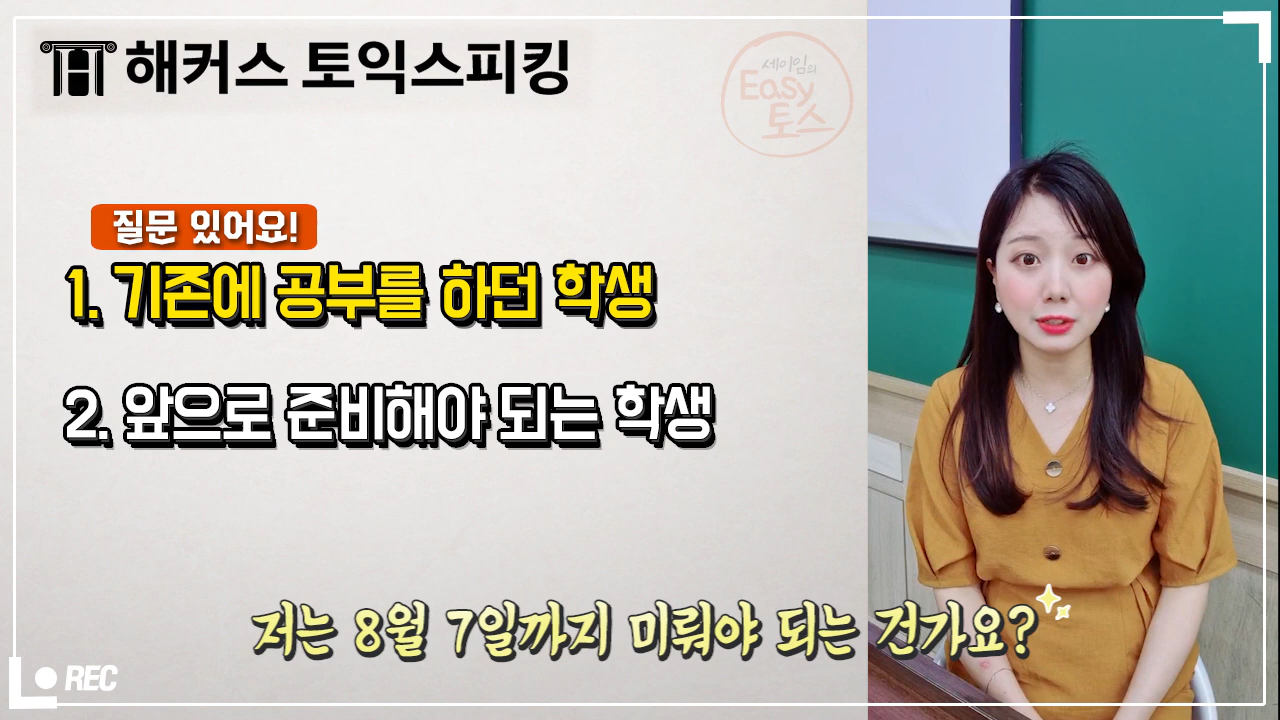 해커스 토익스피킹
세이임의
Easy
토스
질문 있어요!
1. 기존에 공부를 하던 학생
2. 앞으로 준비해야 되는 학생
저는 8월 7일까지 미뤄야 되는 건가요?
REC